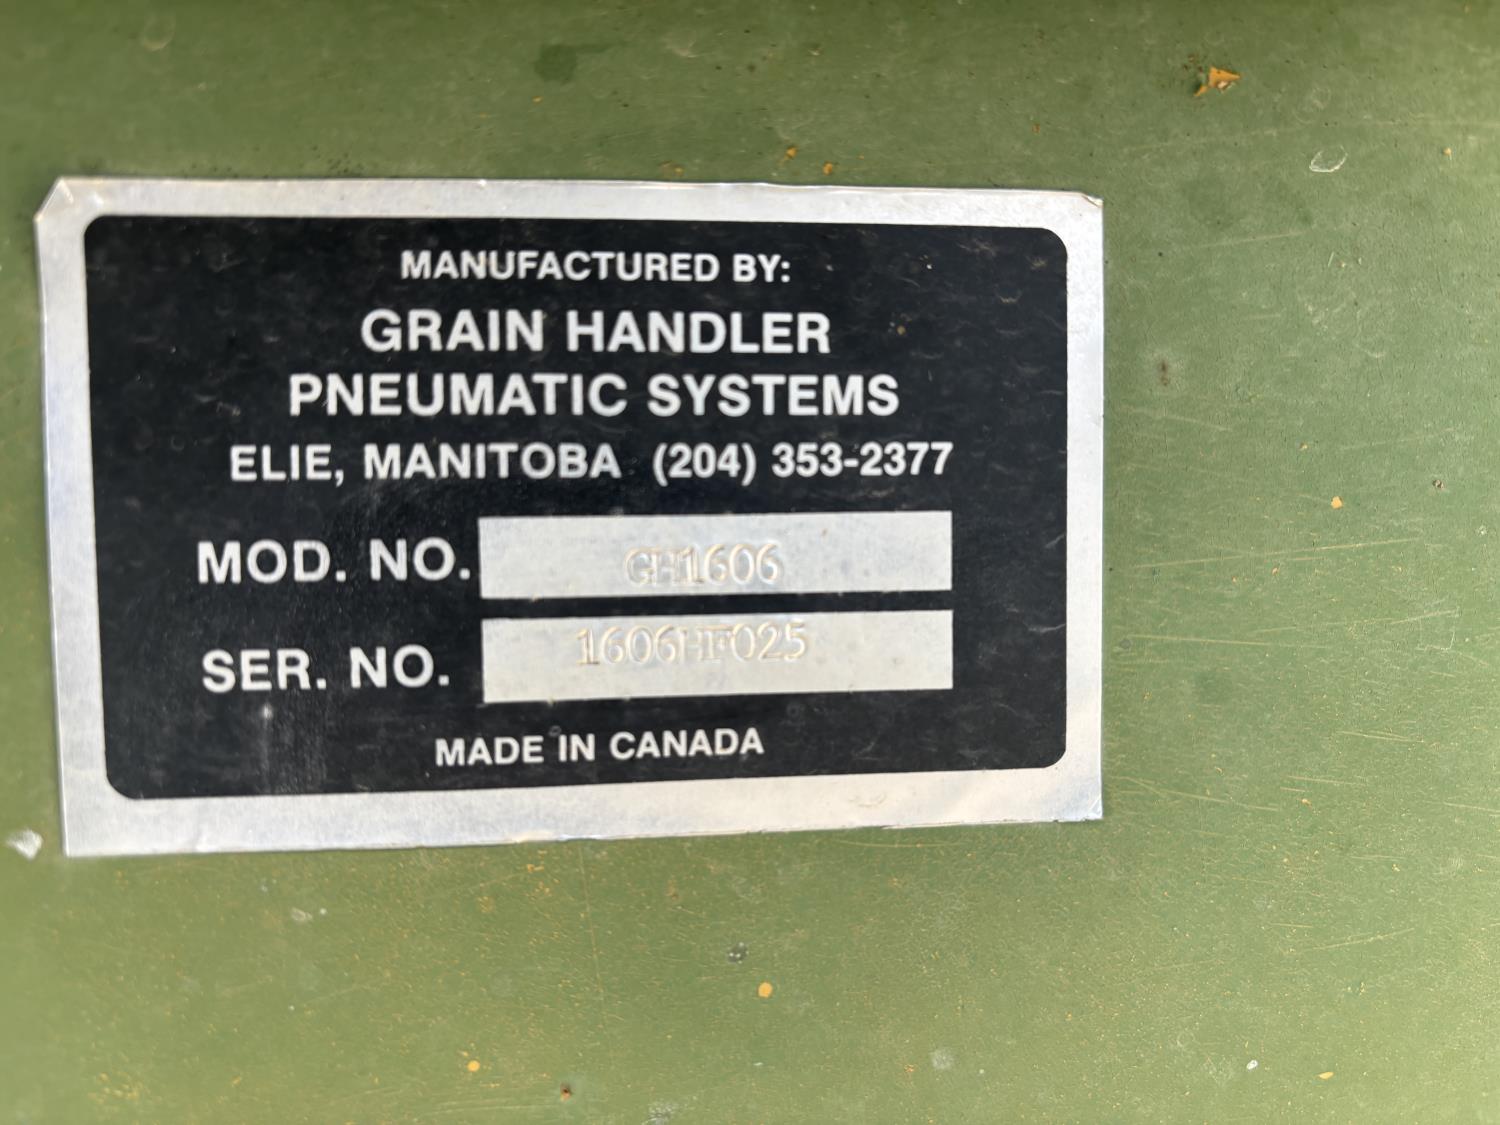 MANUFACTURED BY:
GRAIN HANDLER
PNEUMATIC SYSTEMS
ELIE, MANITOBA (204) 353-2377
MOD. NO. GH1606
SER. NO. 1606HF025
MADE IN CANADA